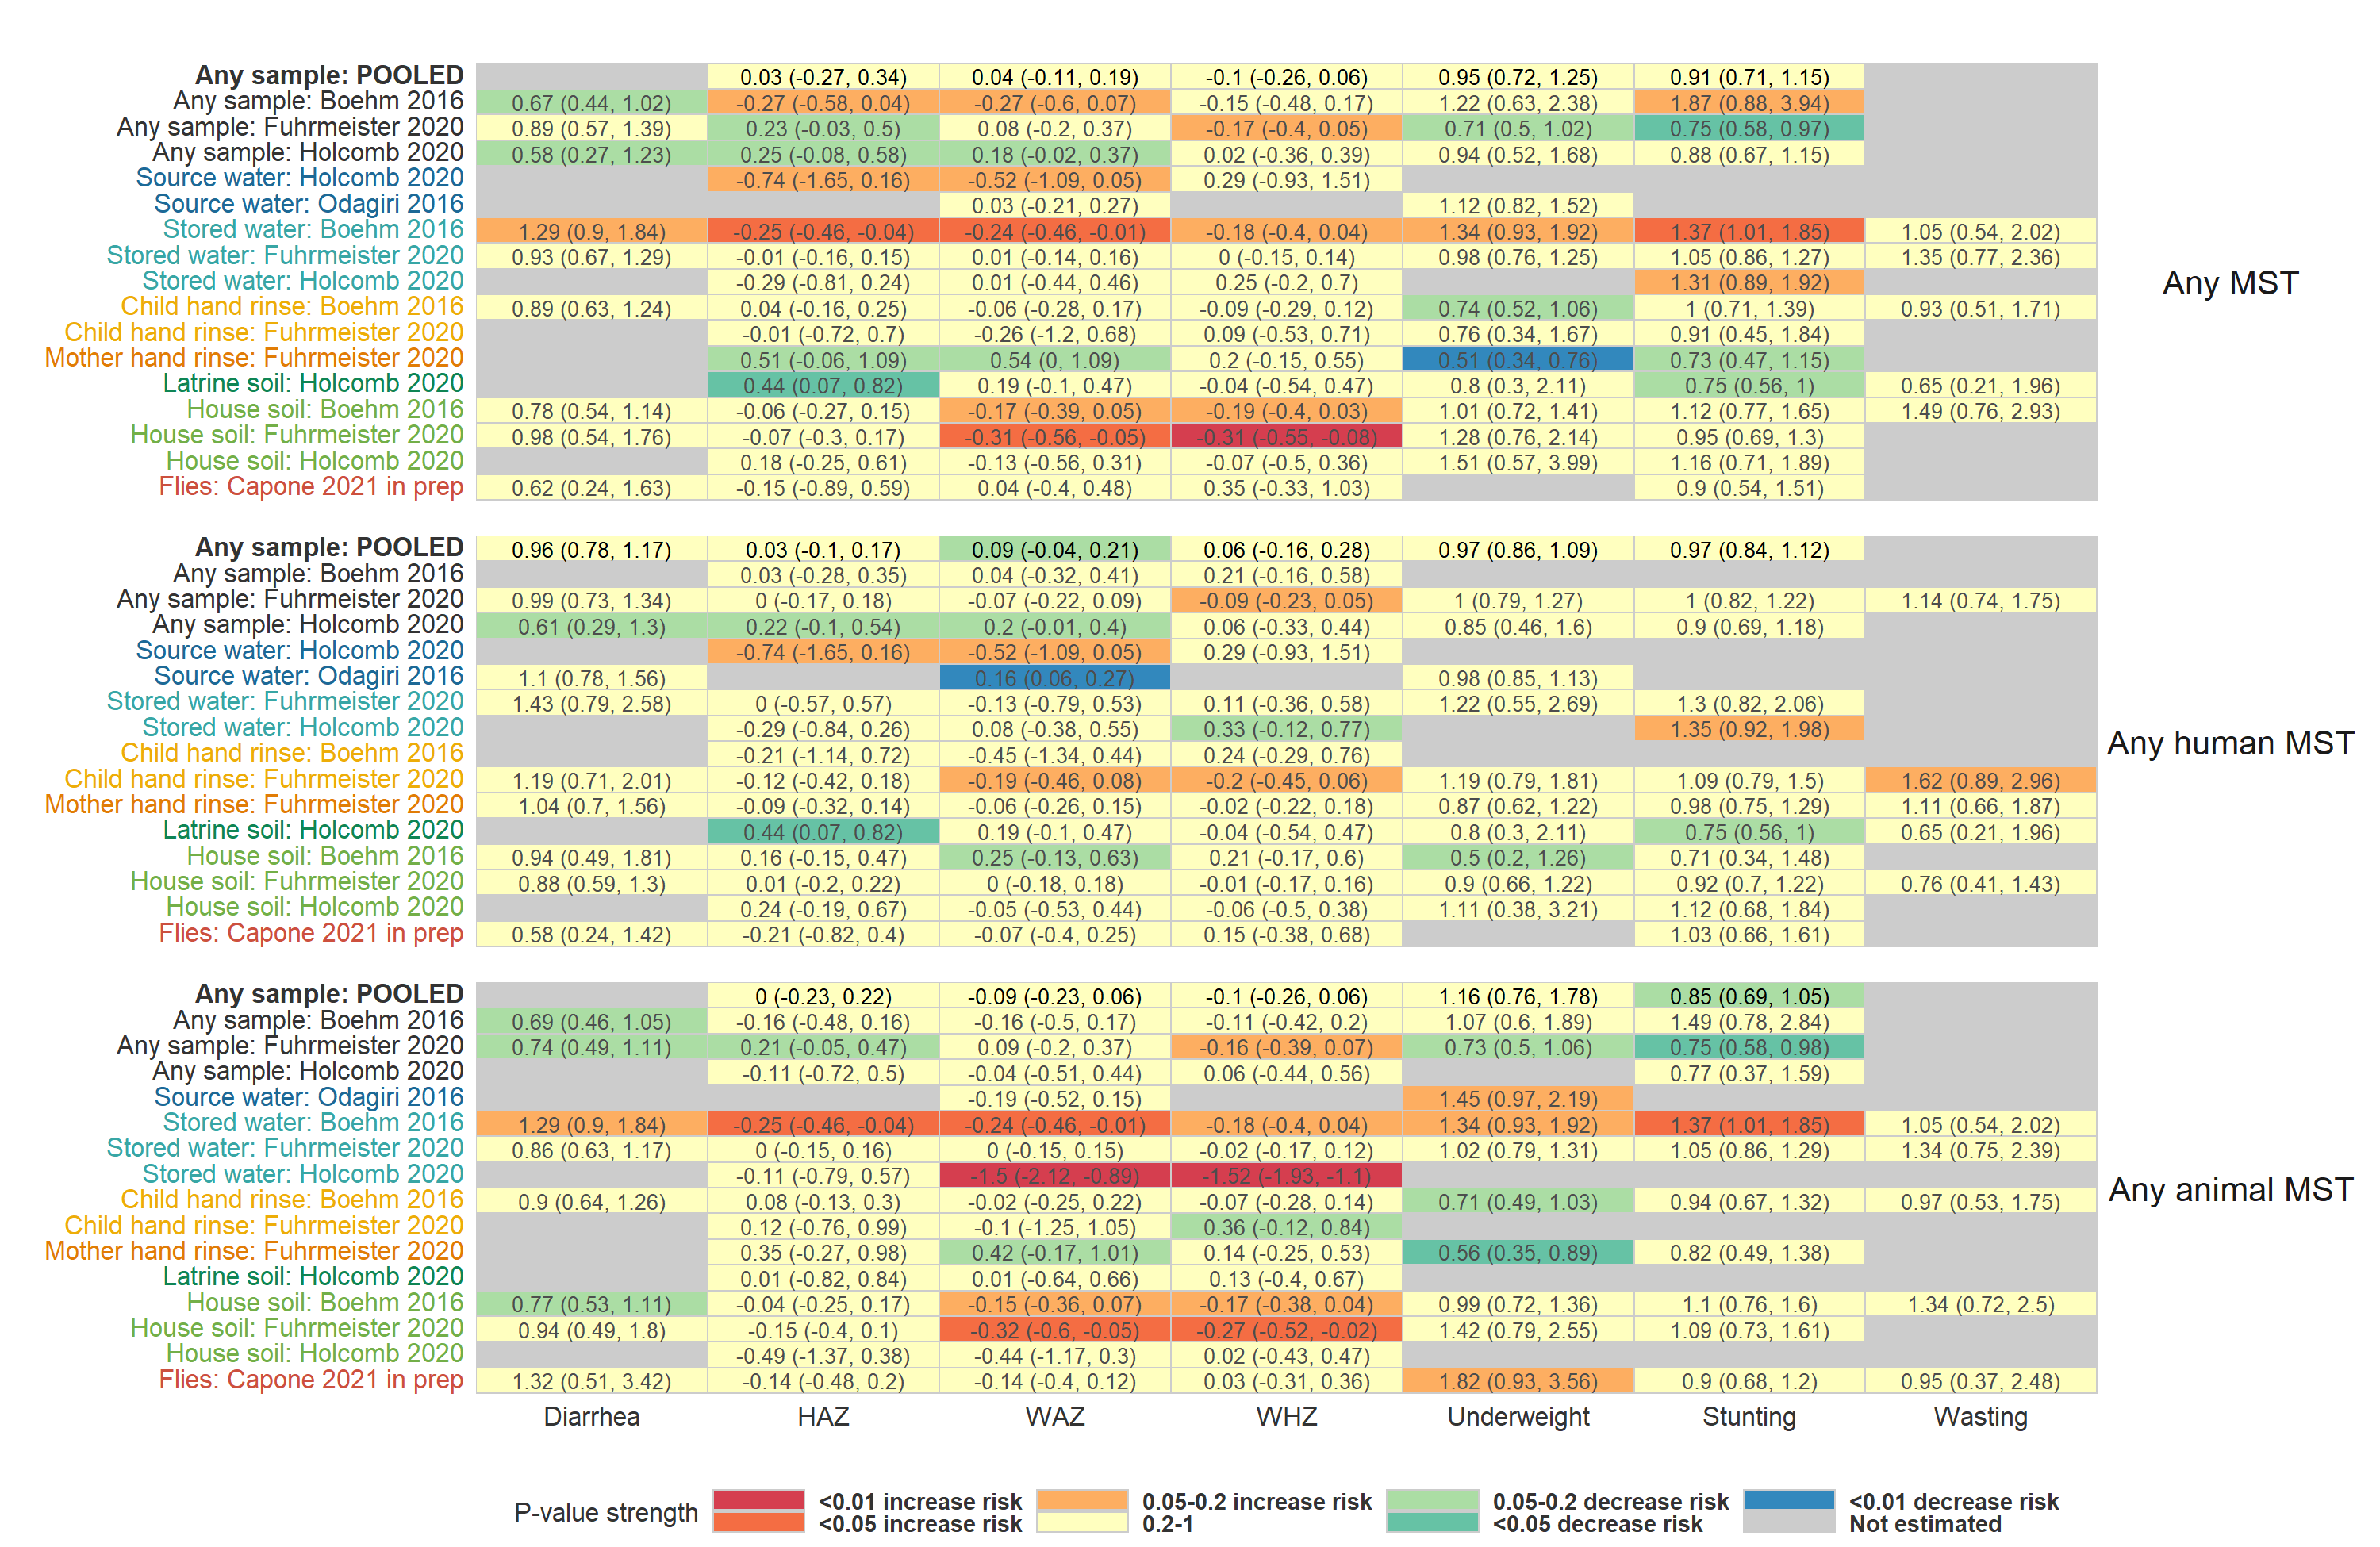 Any sample: POOLED 0.03 (-0.27, 0.34) 0.04 (-0.11, 0.19) -0.1 (-0.26, 0.06) 0.95 (0.72, 1.25) 0.91 (0.71, 1.15)
Any sample: Boehm 2016 0.67 (0.44, 1.02) -0.27 (-0.58, 0.04) -0.27 (-0.6, 0.07) -0.15 (-0.48, 0.17) 1.22 (0.63, 2.38) 1.87 (0.88, 3.94)
Any sample: Fuhrmeister 2020 0.89 (0.57, 1.39) 0.23 (-0.03, 0.5) 0.08 (-0.2, 0.37) -0.17 (-0.4, 0.05) 0.71 (0.5, 1.02) 0.75 (0.58, 0.97)
Any sample: Holcomb 2020 0.58 (0.27, 1.23) 0.25 (-0.08, 0.58) 0.18 (-0.02, 0.37) 0.02 (-0.36, 0.39) 0.94 (0.52, 1.68) 0.88 (0.67, 1.15)
Source water: Holcomb 2020 -0.74 (-1.65, 0.16) -0.52 (-1.09, 0.05) 0.29 (-0.93, 1.51)
Source water: Odagiri 2016 0.03 (-0.21, 0.27) 1.12 (0.82, 1.52)
Stored water: Boehm 2016 1.29 (0.9, 1.84) -0.25 (-0.46, -0.04) -0.24 (-0.46, -0.01) -0.18 (-0.4, 0.04) 1.34 (0.93, 1.92) 1.37 (1.01, 1.85) 1.05 (0.54, 2.02)
Stored water: Fuhrmeister 2020 0.93 (0.67, 1.29) -0.01 (-0.16, 0.15) 0.01 (-0.14, 0.16) 0 (-0.15, 0.14) 0.98 (0.76, 1.25) 1.05 (0.86, 1.27) 1.35 (0.77, 2.36)
Stored water: Holcomb 2020 -0.29 (-0.81, 0.24) 0.01 (-0.44, 0.46) 0.25 (-0.2, 0.7) 1.31 (0.89, 1.92)
Any MST
Child hand rinse: Boehm 2016 0.89 (0.63, 1.24) 0.04 (-0.16, 0.25) -0.06 (-0.28, 0.17) -0.09 (-0.29, 0.12) 0.74 (0.52, 1.06) 1 (0.71, 1.39) 0.93 (0.51, 1.71)
Child hand rinse: Fuhrmeister 2020 -0.01 (-0.72, 0.7) -0.26 (-1.2, 0.68) 0.09 (-0.53, 0.71) 0.76 (0.34, 1.67) 0.91 (0.45, 1.84)
Mother hand rinse: Fuhrmeister 2020 0.51 (-0.06, 1.09) 0.54 (0, 1.09) 0.2 (-0.15, 0.55) 0.51 (0.34, 0.76) 0.73 (0.47, 1.15)
Latrine soil: Holcomb 2020 0.44 (0.07, 0.82) 0.19 (-0.1, 0.47) -0.04 (-0.54, 0.47) 0.8 (0.3, 2.11) 0.75 (0.56, 1) 0.65 (0.21, 1.96)
House soil: Boehm 2016 0.78 (0.54, 1.14) -0.06 (-0.27, 0.15) -0.17 (-0.39, 0.05) -0.19 (-0.4, 0.03) 1.01 (0.72, 1.41) 1.12 (0.77, 1.65) 1.49 (0.76, 2.93)
House soil: Fuhrmeister 2020 0.98 (0.54, 1.76) -0.07 (-0.3, 0.17) -0.31 (-0.56, -0.05) -0.31 (-0.55, -0.08) 1.28 (0.76, 2.14) 0.95 (0.69, 1.3)
House soil: Holcomb 2020 0.18 (-0.25, 0.61) -0.13 (-0.56, 0.31) -0.07 (-0.5, 0.36) 1.51 (0.57, 3.99) 1.16 (0.71, 1.89)
Flies: Capone 2021 in prep 0.62 (0.24, 1.63) -0.15 (-0.89, 0.59) 0.04 (-0.4, 0.48) 0.35 (-0.33, 1.03) 0.9 (0.54, 1.51)
Any sample: POOLED 0.96 (0.78, 1.17) 0.03 (-0.1, 0.17) 0.09 (-0.04, 0.21) 0.06 (-0.16, 0.28) 0.97 (0.86, 1.09) 0.97 (0.84, 1.12)
Any sample: Boehm 2016 0.03 (-0.28, 0.35) 0.04 (-0.32, 0.41) 0.21 (-0.16, 0.58)
Any sample: Fuhrmeister 2020 0.99 (0.73, 1.34) 0 (-0.17, 0.18) -0.07 (-0.22, 0.09) -0.09 (-0.23, 0.05) 1 (0.79, 1.27) 1 (0.82, 1.22) 1.14 (0.74, 1.75)
Any sample: Holcomb 2020 0.61 (0.29, 1.3) 0.22 (-0.1, 0.54) 0.2 (-0.01, 0.4) 0.06 (-0.33, 0.44) 0.85 (0.46, 1.6) 0.9 (0.69, 1.18)
Source water: Holcomb 2020 -0.74 (-1.65, 0.16) -0.52 (-1.09, 0.05) 0.29 (-0.93, 1.51)
Source water: Odagiri 2016 1.1 (0.78, 1.56) 0.16 (0.06, 0.27) 0.98 (0.85, 1.13)
Stored water: Fuhrmeister 2020 1.43 (0.79, 2.58) 0 (-0.57, 0.57) -0.13 (-0.79, 0.53) 0.11 (-0.36, 0.58) 1.22 (0.55, 2.69) 1.3 (0.82, 2.06)
Stored water: Holcomb 2020 -0.29 (-0.84, 0.26) 0.08 (-0.38, 0.55) 0.33 (-0.12, 0.77) 1.35 (0.92, 1.98)
Any human MST
Child hand rinse: Boehm 2016 -0.21 (-1.14, 0.72) -0.45 (-1.34, 0.44) 0.24 (-0.29, 0.76)
Child hand rinse: Fuhrmeister 2020 1.19 (0.71, 2.01) -0.12 (-0.42, 0.18) -0.19 (-0.46, 0.08) -0.2 (-0.45, 0.06) 1.19 (0.79, 1.81) 1.09 (0.79, 1.5) 1.62 (0.89, 2.96)
Mother hand rinse: Fuhrmeister 2020 1.04 (0.7, 1.56) -0.09 (-0.32, 0.14) -0.06 (-0.26, 0.15) -0.02 (-0.22, 0.18) 0.87 (0.62, 1.22) 0.98 (0.75, 1.29) 1.11 (0.66, 1.87)
Latrine soil: Holcomb 2020 0.44 (0.07, 0.82) 0.19 (-0.1, 0.47) -0.04 (-0.54, 0.47) 0.8 (0.3, 2.11) 0.75 (0.56, 1) 0.65 (0.21, 1.96)
House soil: Boehm 2016 0.94 (0.49, 1.81) 0.16 (-0.15, 0.47) 0.25 (-0.13, 0.63) 0.21 (-0.17, 0.6) 0.5 (0.2, 1.26) 0.71 (0.34, 1.48)
House soil: Fuhrmeister 2020 0.88 (0.59, 1.3) 0.01 (-0.2, 0.22) 0 (-0.18, 0.18) -0.01 (-0.17, 0.16) 0.9 (0.66, 1.22) 0.92 (0.7, 1.22) 0.76 (0.41, 1.43)
House soil: Holcomb 2020 0.24 (-0.19, 0.67) -0.05 (-0.53, 0.44) -0.06 (-0.5, 0.38) 1.11 (0.38, 3.21) 1.12 (0.68, 1.84)
Flies: Capone 2021 in prep 0.58 (0.24, 1.42) -0.21 (-0.82, 0.4) -0.07 (-0.4, 0.25) 0.15 (-0.38, 0.68) 1.03 (0.66, 1.61)
Any sample: POOLED 0 (-0.23, 0.22) -0.09 (-0.23, 0.06) -0.1 (-0.26, 0.06) 1.16 (0.76, 1.78) 0.85 (0.69, 1.05)
Any sample: Boehm 2016 0.69 (0.46, 1.05) -0.16 (-0.48, 0.16) -0.16 (-0.5, 0.17) -0.11 (-0.42, 0.2) 1.07 (0.6, 1.89) 1.49 (0.78, 2.84)
Any sample: Fuhrmeister 2020 0.74 (0.49, 1.11) 0.21 (-0.05, 0.47) 0.09 (-0.2, 0.37) -0.16 (-0.39, 0.07) 0.73 (0.5, 1.06) 0.75 (0.58, 0.98)
Any sample: Holcomb 2020 -0.11 (-0.72, 0.5) -0.04 (-0.51, 0.44) 0.06 (-0.44, 0.56) 0.77 (0.37, 1.59)
Source water: Odagiri 2016 -0.19 (-0.52, 0.15) 1.45 (0.97, 2.19)
Stored water: Boehm 2016 1.29 (0.9, 1.84) -0.25 (-0.46, -0.04) -0.24 (-0.46, -0.01) -0.18 (-0.4, 0.04) 1.34 (0.93, 1.92) 1.37 (1.01, 1.85) 1.05 (0.54, 2.02)
Stored water: Fuhrmeister 2020 0.86 (0.63, 1.17) 0 (-0.15, 0.16) 0 (-0.15, 0.15) -0.02 (-0.17, 0.12) 1.02 (0.79, 1.31) 1.05 (0.86, 1.29) 1.34 (0.75, 2.39)
Stored water: Holcomb 2020 -0.11 (-0.79, 0.57) -1.5 (-2.12, -0.89) -1.52 (-1.93, -1.1)
Any animal MST
Child hand rinse: Boehm 2016 0.9 (0.64, 1.26) 0.08 (-0.13, 0.3) -0.02 (-0.25, 0.22) -0.07 (-0.28, 0.14) 0.71 (0.49, 1.03) 0.94 (0.67, 1.32) 0.97 (0.53, 1.75)
Child hand rinse: Fuhrmeister 2020 0.12 (-0.76, 0.99) -0.1 (-1.25, 1.05) 0.36 (-0.12, 0.84)
Mother hand rinse: Fuhrmeister 2020 0.35 (-0.27, 0.98) 0.42 (-0.17, 1.01) 0.14 (-0.25, 0.53) 0.56 (0.35, 0.89) 0.82 (0.49, 1.38)
Latrine soil: Holcomb 2020 0.01 (-0.82, 0.84) 0.01 (-0.64, 0.66) 0.13 (-0.4, 0.67)
House soil: Boehm 2016 0.77 (0.53, 1.11) -0.04 (-0.25, 0.17) -0.15 (-0.36, 0.07) -0.17 (-0.38, 0.04) 0.99 (0.72, 1.36) 1.1 (0.76, 1.6) 1.34 (0.72, 2.5)
House soil: Fuhrmeister 2020 0.94 (0.49, 1.8) -0.15 (-0.4, 0.1) -0.32 (-0.6, -0.05) -0.27 (-0.52, -0.02) 1.42 (0.79, 2.55) 1.09 (0.73, 1.61)
House soil: Holcomb 2020 -0.49 (-1.37, 0.38) -0.44 (-1.17, 0.3) 0.02 (-0.43, 0.47)
Flies: Capone 2021 in prep 1.32 (0.51, 3.42) -0.14 (-0.48, 0.2) -0.14 (-0.4, 0.12) 0.03 (-0.31, 0.36) 1.82 (0.93, 3.56) 0.9 (0.68, 1.2) 0.95 (0.37, 2.48)
Diarrhea HAZ WAZ WHZ Underweight Stunting Wasting
P-value strength <0.01 increase risk 0.05-0.2 increase risk 0.05-0.2 decrease risk <0.01 decrease risk
<0.05 increase risk 0.2-1 <0.05 decrease risk Not estimated